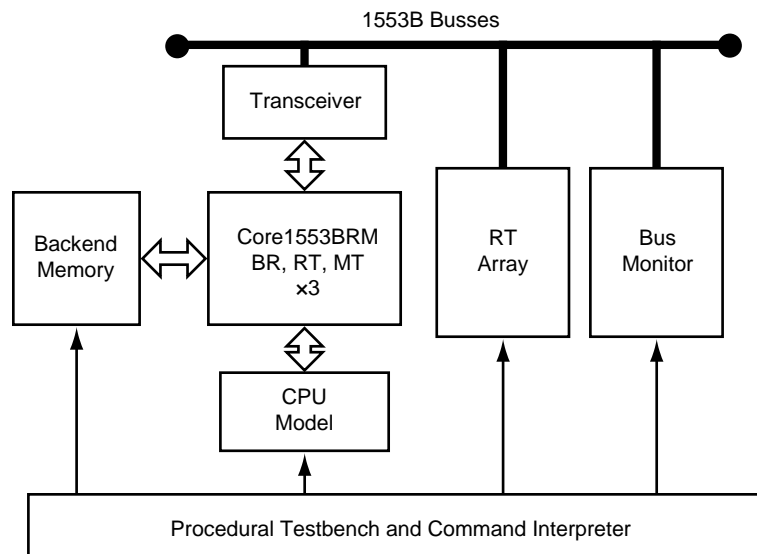 1553B Busses
Transceiver
Backend
Memory
Core1553BRM
BR, RT, MT
×3
RT
Array
Bus
Monitor
CPU
Model
Procedural Testbench and Command Interpreter